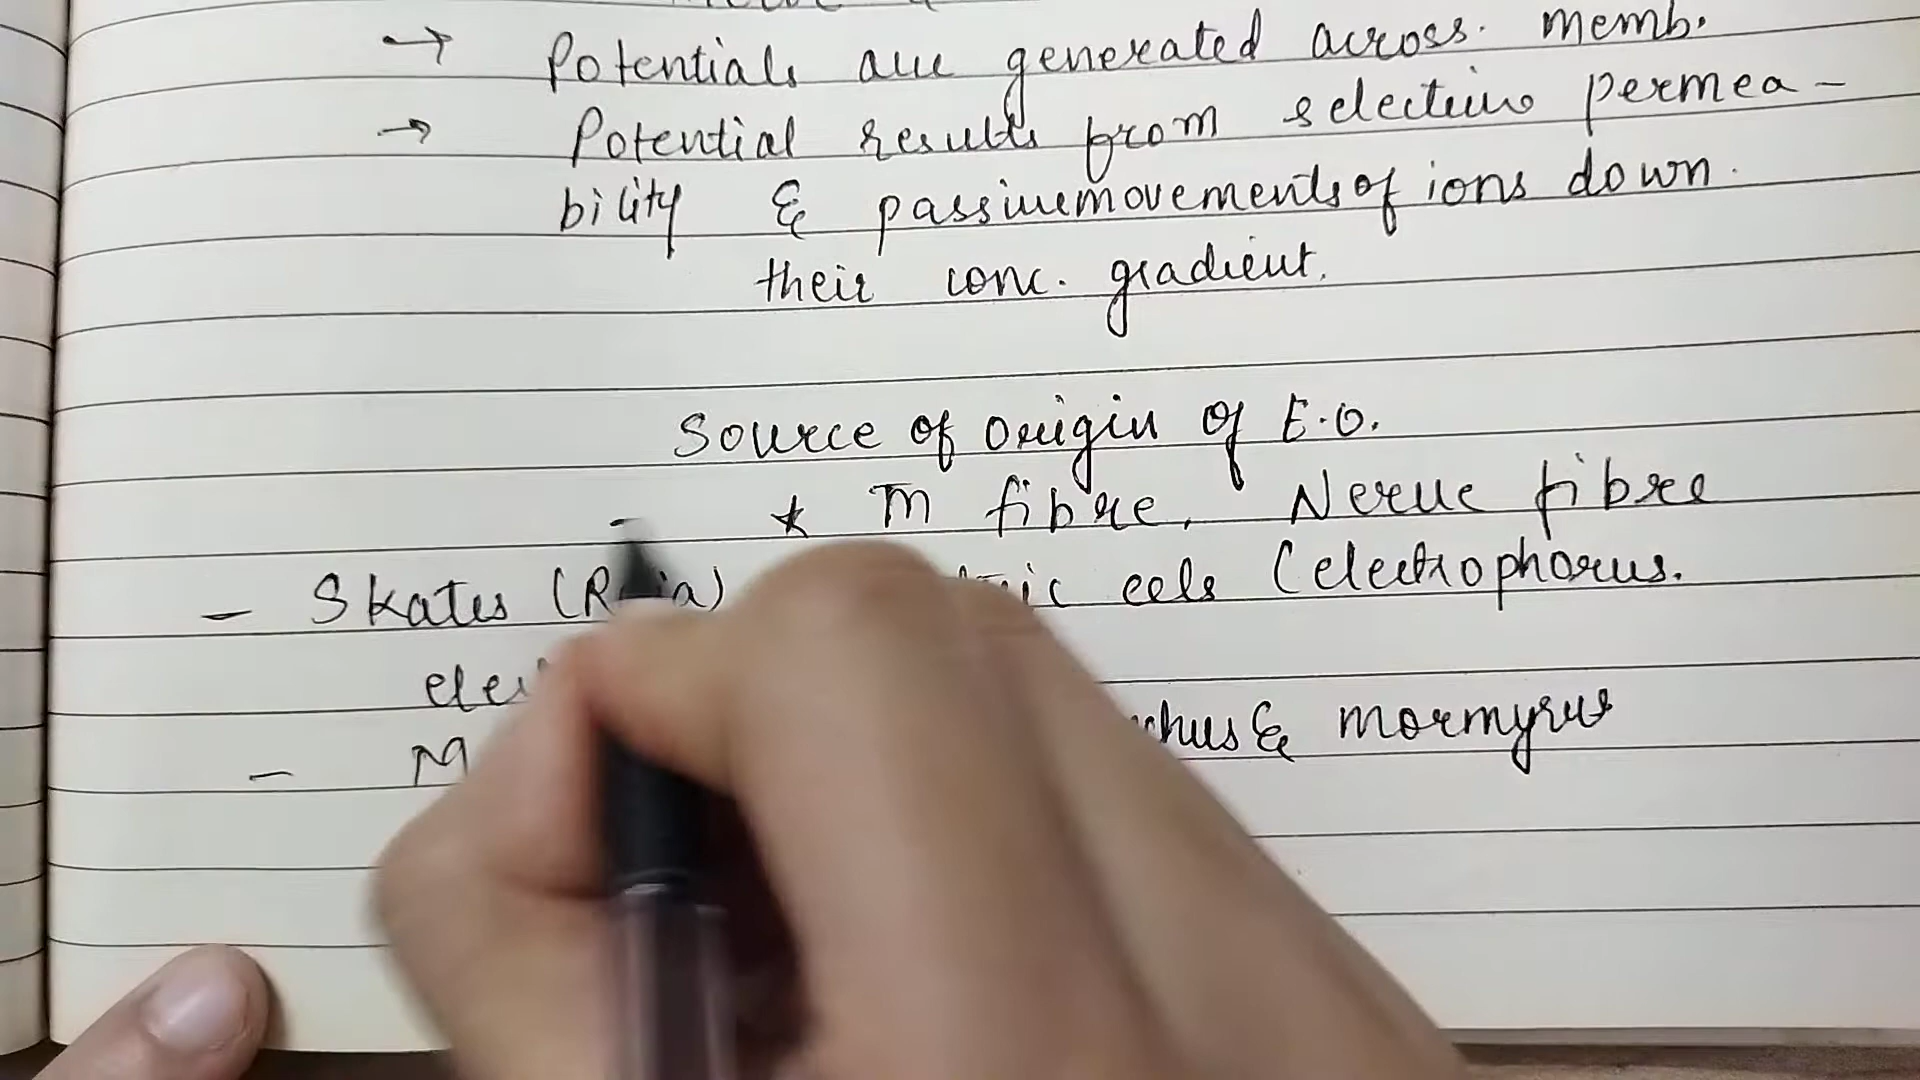 → Potentials are generated across. memb.
→ Potential results from selective permea-
bility & passive movements of ions down.
their conc. gradient.
Source of origin of E.O.
- * M fibre, Nerve fibre
- Skates (Raja) eels (electrophorus.
- & mormyrus